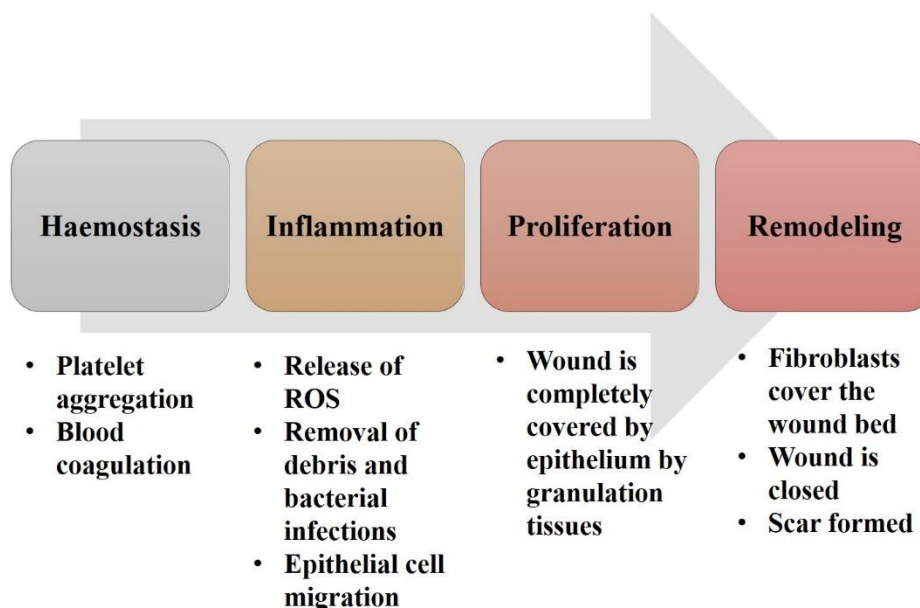 Haemostasis
Inflammation
Proliferation
Remodeling
• Platelet
aggregation
• Blood
coagulation
• Release of
ROS
• Removal of
debris and
bacterial
infections
• Epithelial cell
migration
• Wound is
completely
covered by
epithelium by
granulation
tissues
• Fibroblasts
cover the
wound bed
• Wound is
closed
• Scar formed